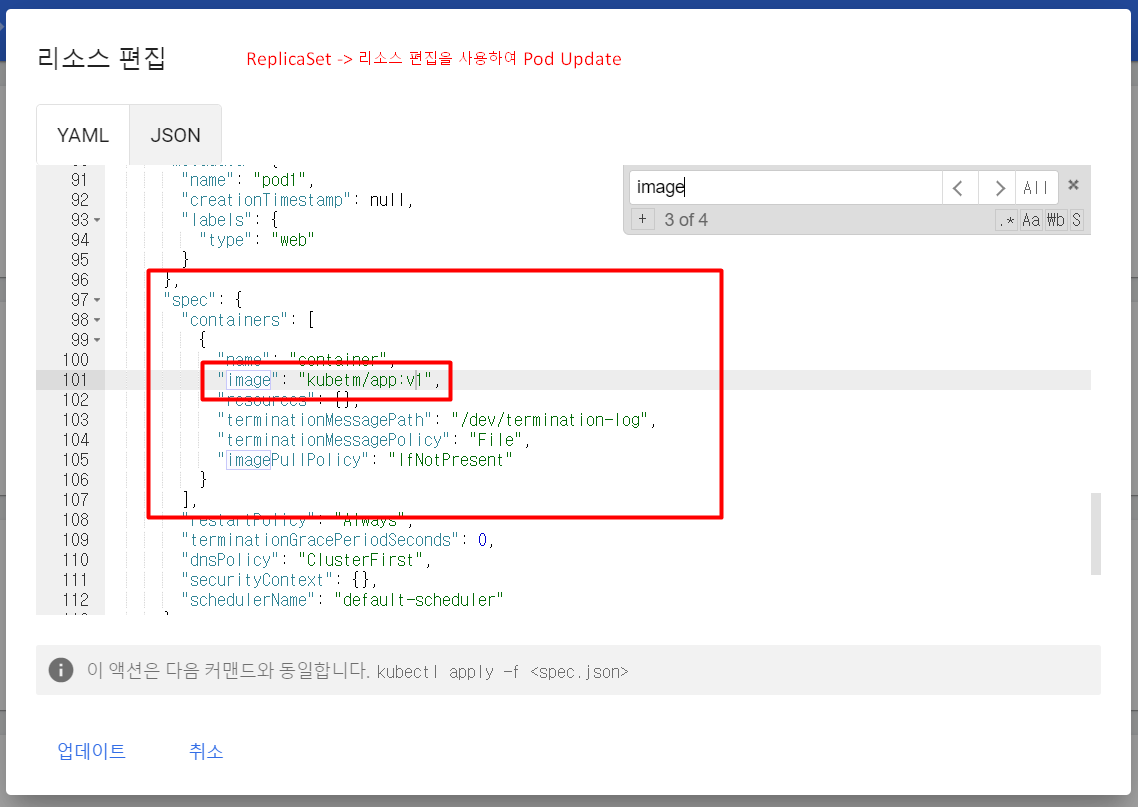 리소스 편집
ReplicaSet -> 리소스 편집을 사용하여 Pod Update
YAML
JSON
image
All
3 of 4
.* Aa ₩b S
91 "name": "pod1",
92 "creationTimestamp": null,
93 "labels": {
94 "type": "web"
95 }
96 },
97 "spec": {
98 "containers": [
99 {
100 "name": "container",
101 "image": "kubetm/app:v1",
102 "resources": {},
103 "terminationMessagePath": "/dev/termination-log",
104 "terminationMessagePolicy": "File",
105 "imagePullPolicy": "IfNotPresent"
106 }
107 ],
108 "restartPolicy": "Always",
109 "terminationGracePeriodSeconds": 0,
110 "dnsPolicy": "ClusterFirst",
111 "securityContext": {},
112 "schedulerName": "default-scheduler"
이 액션은 다음 커맨드와 동일합니다. kubectl apply -f <spec.json>
업데이트
취소